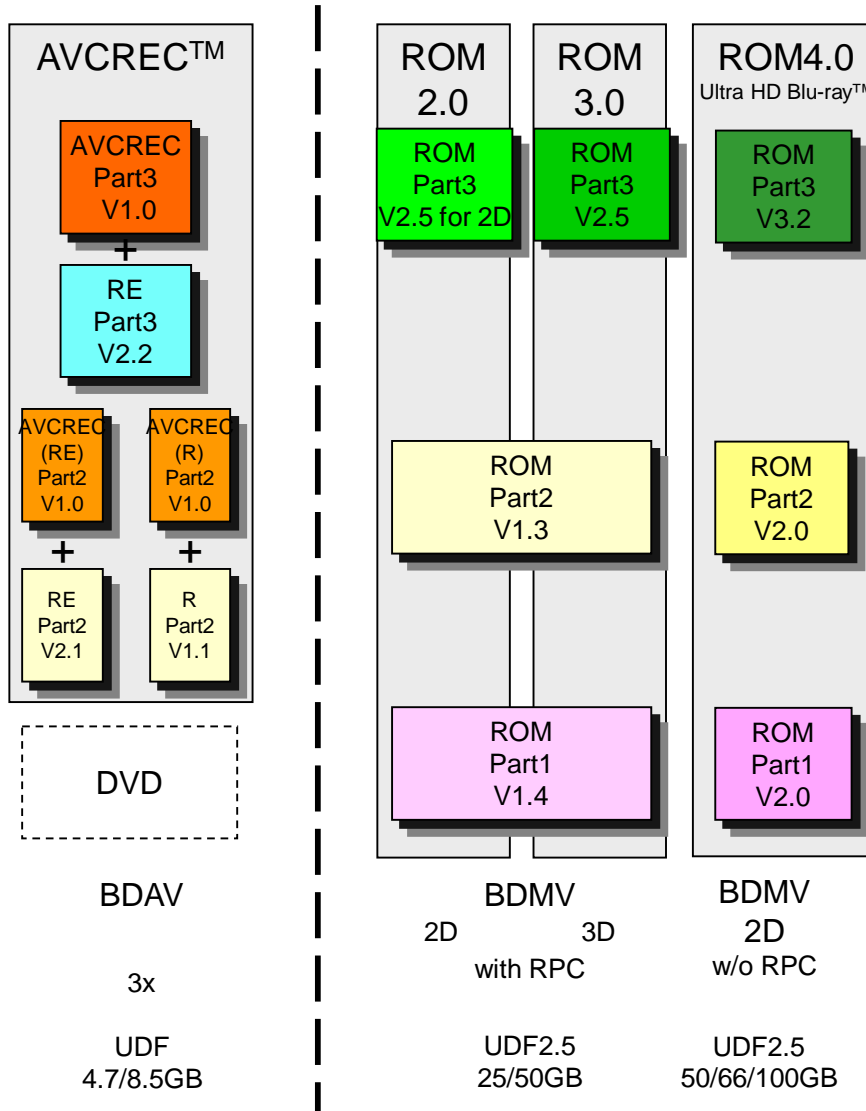 AVCREC™
AVCREC
Part3
V1.0
+
RE
Part3
V2.2
AVCREC
(RE)
Part2
V1.0
AVCREC
(R)
Part2
V1.0
+
+
RE
Part2
V2.1
R
Part2
V1.1
DVD
BDAV
3x
UDF
4.7/8.5GB
ROM
2.0
ROM
3.0
ROM4.0
Ultra HD Blu-ray™
ROM
Part3
V2.5 for 2D
ROM
Part3
V2.5
ROM
Part3
V3.2
ROM
Part2
V1.3
ROM
Part2
V2.0
ROM
Part1
V1.4
ROM
Part1
V2.0
BDMV
2D
3D
with RPC
BDMV
2D
w/o RPC
UDF2.5
25/50GB
UDF2.5
50/66/100GB